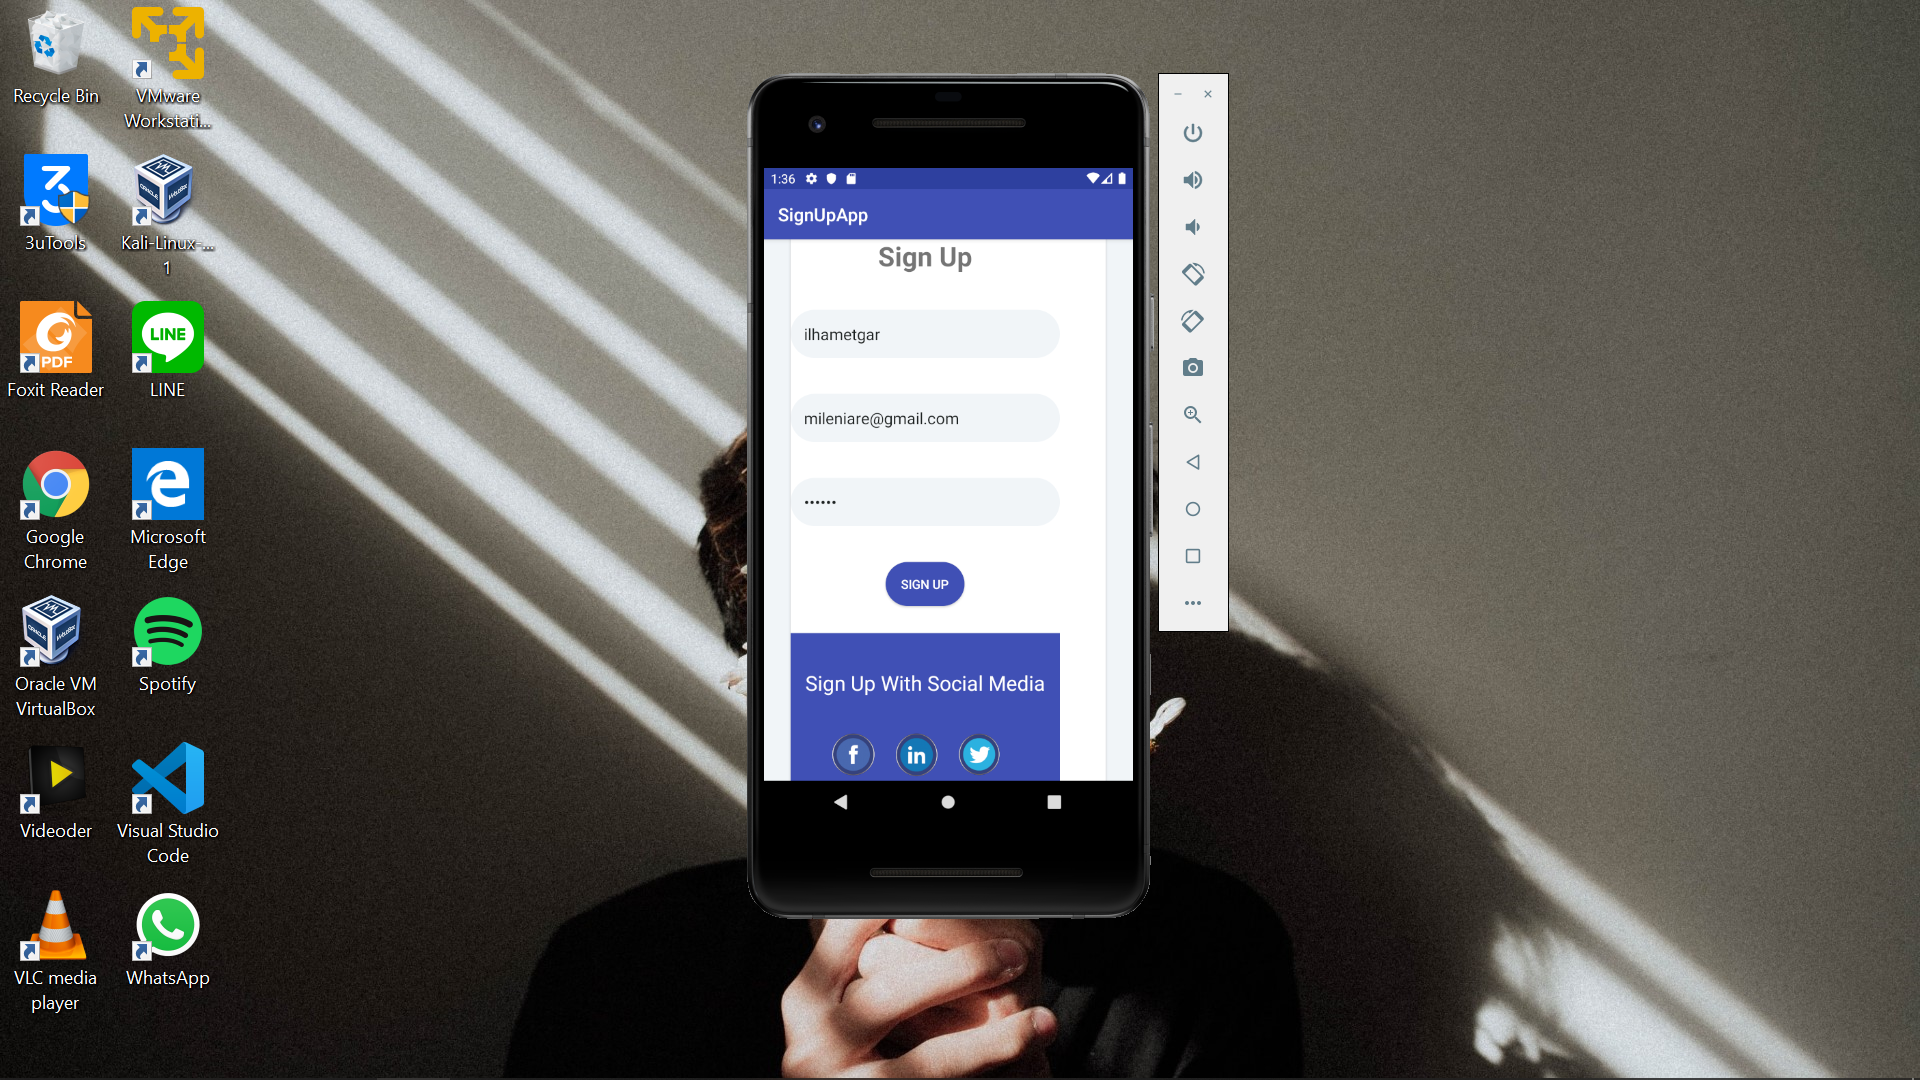 Recycle Bin
VMware
Workstati...
3uTools
Kali-Linux-...
1
PDF
Foxit Reader
LINE
LINE
Google
Chrome
Microsoft
Edge
Oracle VM
VirtualBox
Spotify
Videoder
Visual Studio
Code
VLC media
player
WhatsApp
1:36
SignUpApp
Sign Up
ilhametgar
mileniare@gmail.com
••••••
SIGN UP
Sign Up With Social Media
f
in